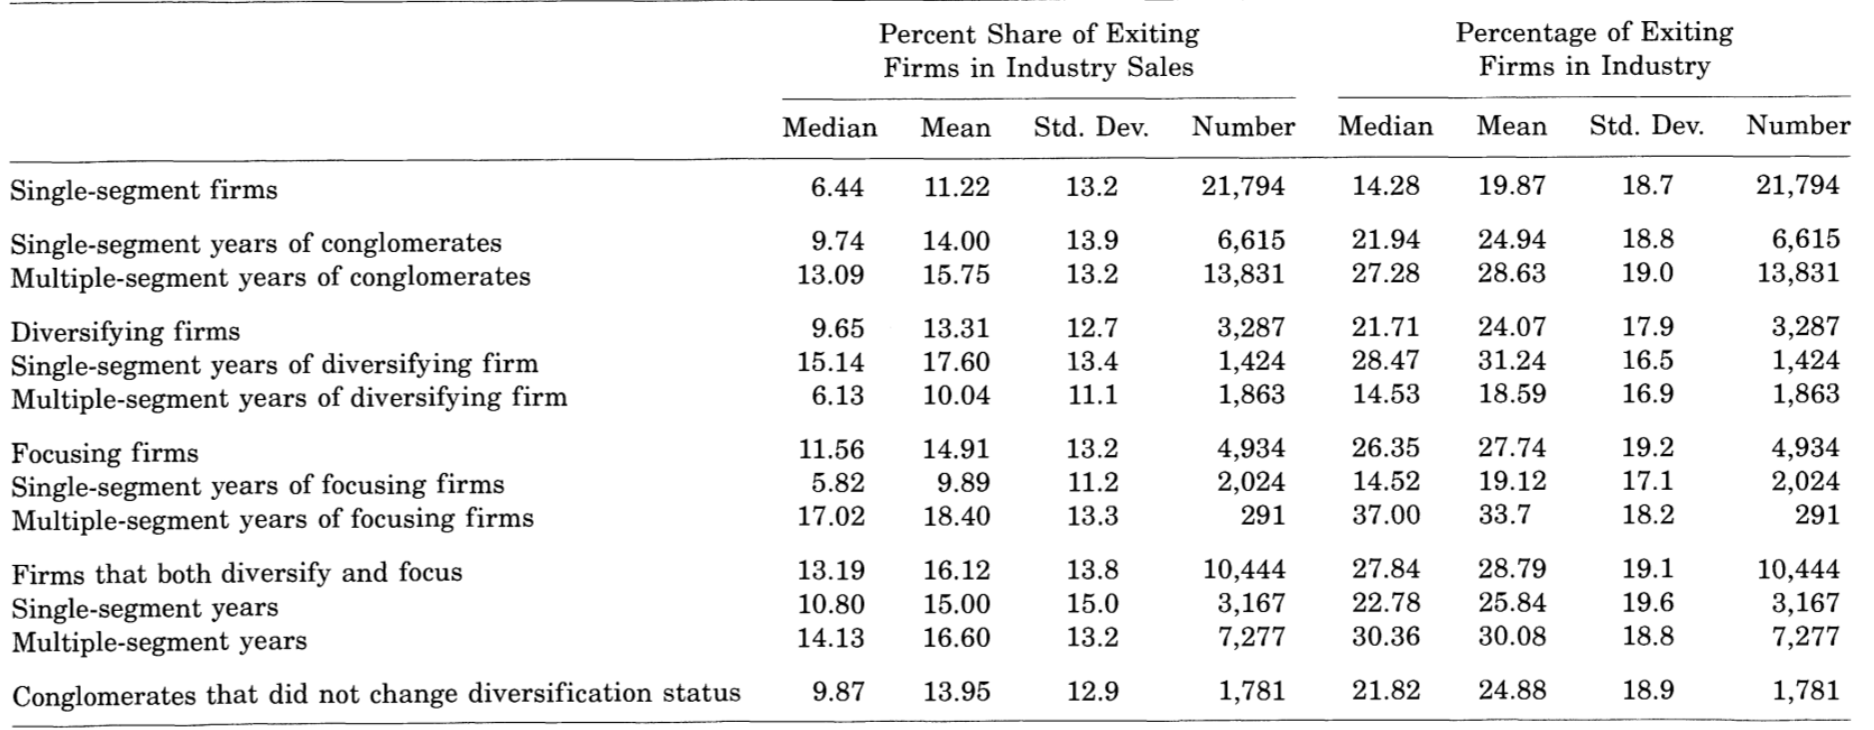 Percent Share of Exiting Percentage of Exiting
Firms in Industry Sales Firms in Industry
Median Mean Std. Dev. Number Median Mean Std. Dev. Number
Single-segment firms 6.44 11.22 13.2 21,794 14.28 19.87 18.7 21,794
Single-segment years of conglomerates 9.74 14.00 13.9 6,615 21.94 24.94 18.8 6,615
Multiple-segment years of conglomerates 13.09 15.75 13.2 13,831 27.28 28.63 19.0 13,831
Diversifying firms 9.65 13.31 12.7 3,287 21.71 24.07 17.9 3,287
Single-segment years of diversifying firm 15.14 17.60 13.4 1,424 28.47 31.24 16.5 1,424
Multiple-segment years of diversifying firm 6.13 10.04 11.1 1,863 14.53 18.59 16.9 1,863
Focusing firms 11.56 14.91 13.2 4,934 26.35 27.74 19.2 4,934
Single-segment years of focusing firms 5.82 9.89 11.2 2,024 14.52 19.12 17.1 2,024
Multiple-segment years of focusing firms 17.02 18.40 13.3 291 37.00 33.7 18.2 291
Firms that both diversify and focus 13.19 16.12 13.8 10,444 27.84 28.79 19.1 10,444
Single-segment years 10.80 15.00 15.0 3,167 22.78 25.84 19.6 3,167
Multiple-segment years 14.13 16.60 13.2 7,277 30.36 30.08 18.8 7,277
Conglomerates that did not change diversification status 9.87 13.95 12.9 1,781 21.82 24.88 18.9 1,781